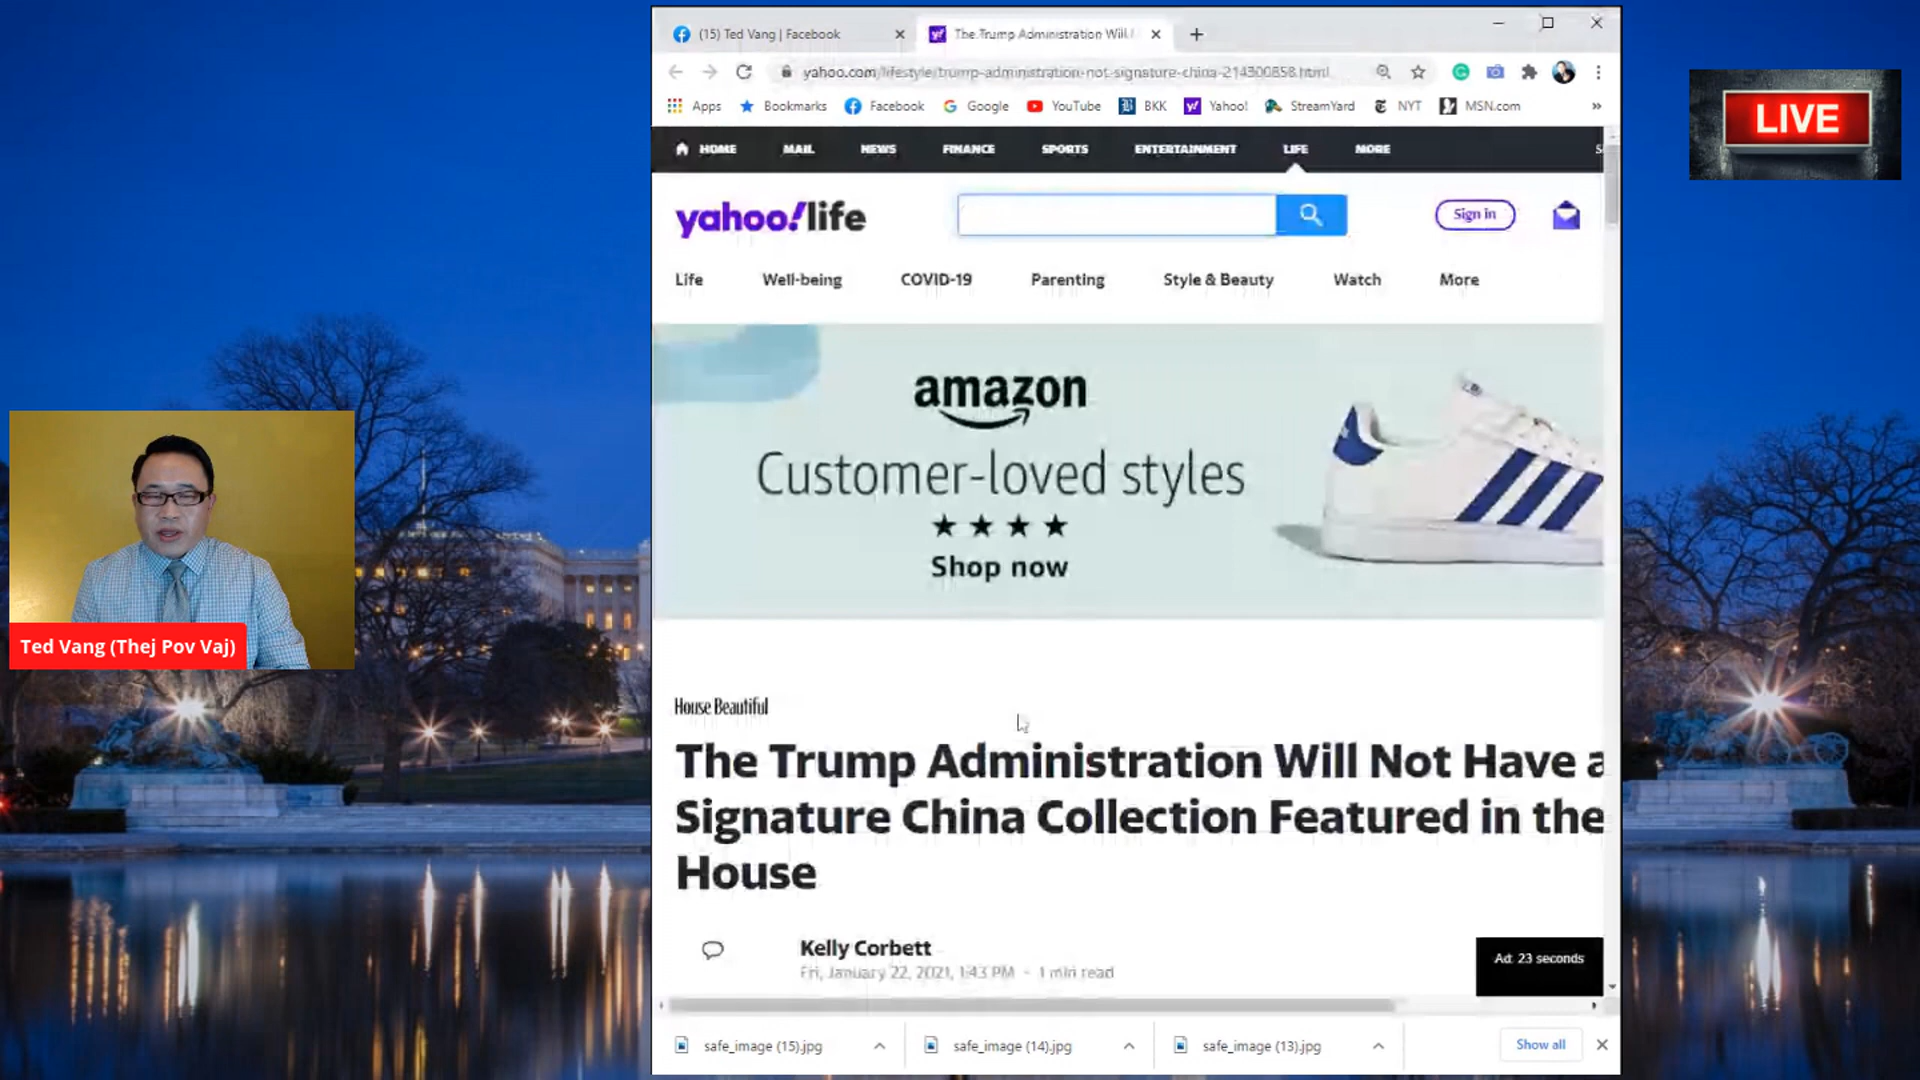 (15) Ted Vang | Facebook
The Trump Administration Will
yahoo.com/lifestyle/trump-administration-not-signature-china-214300858.html
Apps
Bookmarks
Facebook
Google
YouTube
BKK
Yahoo!
StreamYard
NYT
MSN.com
»
HOME
MAIL
NEWS
FINANCE
SPORTS
ENTERTAINMENT
LIFE
MORE
S
yahoo!life
Sign in
Life
Well-being
COVID-19
Parenting
Style & Beauty
Watch
More
amazon
Customer-loved styles
★ ★ ★ ★
Shop now
House Beautiful
The Trump Administration Will Not Have a
Signature China Collection Featured in the
House
Kelly Corbett
Fri, January 22, 2021, 1:43 PM · 1 min read
Ad: 23 seconds
safe_image (15).jpg
safe_image (14).jpg
safe_image (13).jpg
Show all
Ted Vang (Thej Pov Vaj)
LIVE